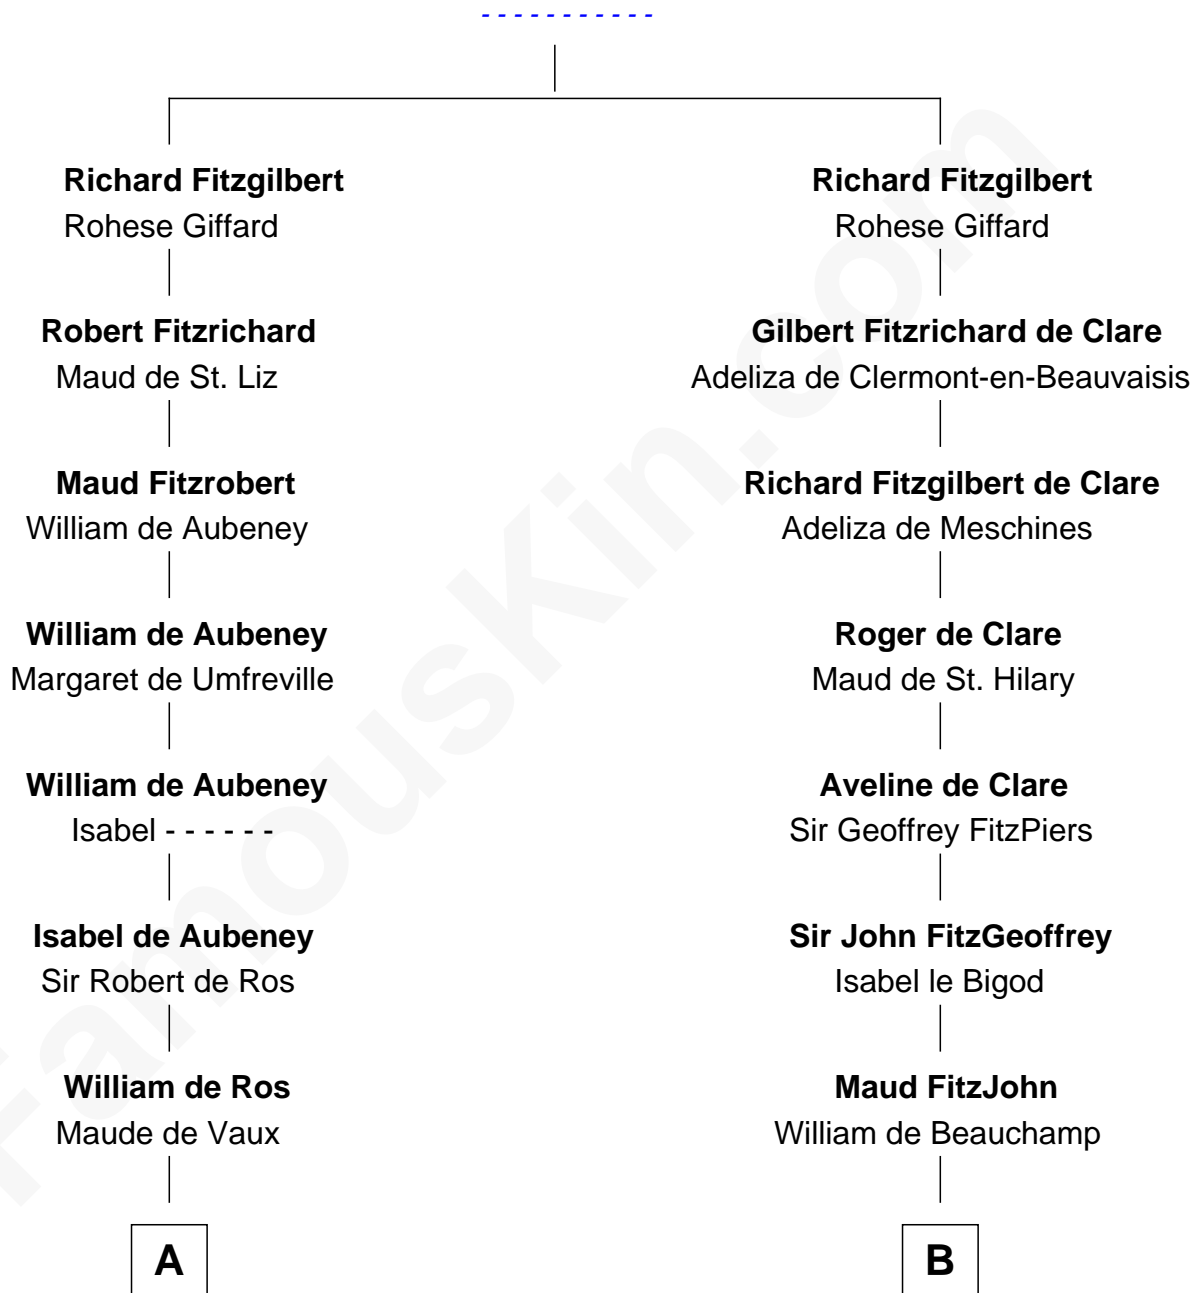 - - - - - - - - - - -
Richard Fitzgilbert
Rohese Giffard
Robert Fitzrichard
Maud de St. Liz
Maud Fitzrobert
William de Aubeney
William de Aubeney
Margaret de Umfreville
William de Aubeney
Isabel - - - - - -
Isabel de Aubeney
Sir Robert de Ros
William de Ros
Maude de Vaux
A
Richard Fitzgilbert
Rohese Giffard
Gilbert Fitzrichard de Clare
Adeliza de Clermont-en-Beauvaisis
Richard Fitzgilbert de Clare
Adeliza de Meschines
Roger de Clare
Maud de St. Hilary
Aveline de Clare
Sir Geoffrey FitzPiers
Sir John FitzGeoffrey
Isabel le Bigod
Maud FitzJohn
William de Beauchamp
B
FamousKin.com